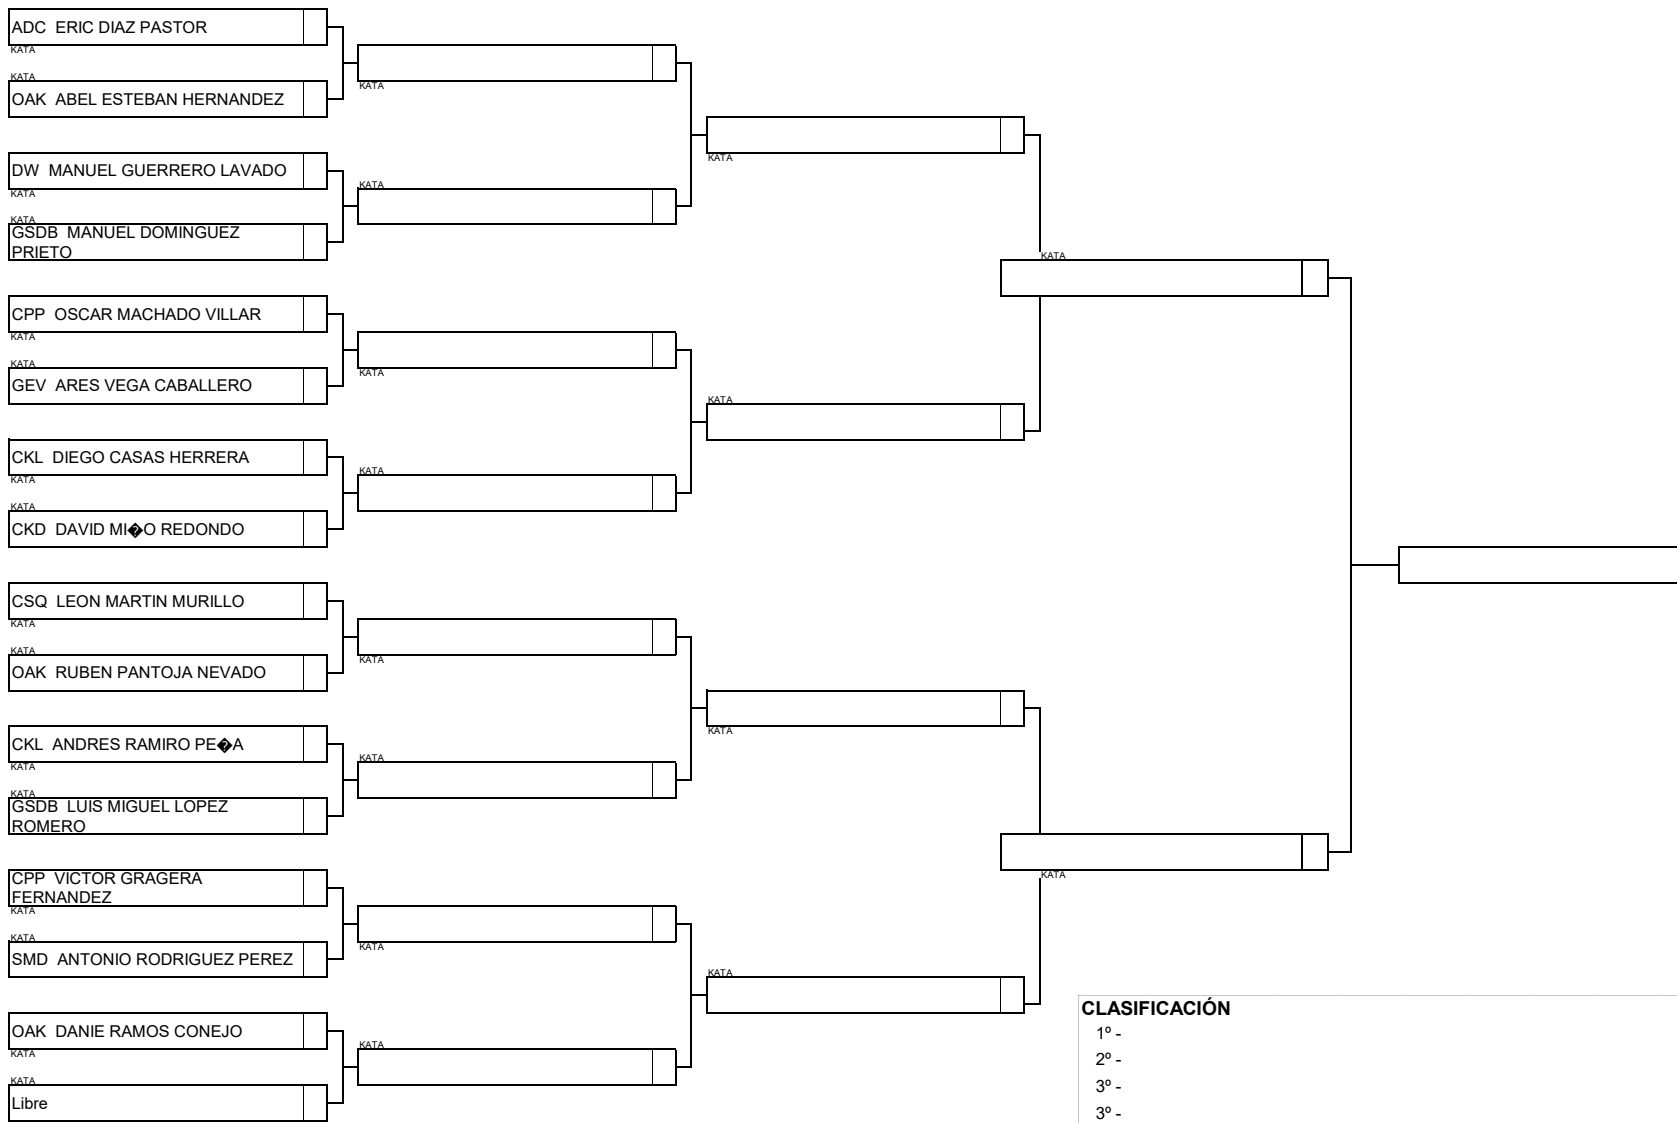 ADC ERIC DIAZ PASTOR
KATA
KATA
OAK ABEL ESTEBAN HERNANDEZ
DW MANUEL GUERRERO LAVADO
KATA
KATA
GSDB MANUEL DOMINGUEZ
PRIETO
CPP OSCAR MACHADO VILLAR
KATA
KATA
GEV ARES VEGA CABALLERO
CKL DIEGO CASAS HERRERA
KATA
KATA
CKD DAVID MI�O REDONDO
CSQ LEON MARTIN MURILLO
KATA
KATA
OAK RUBEN PANTOJA NEVADO
CKL ANDRES RAMIRO PE�A
KATA
KATA
GSDB LUIS MIGUEL LOPEZ
ROMERO
CPP VICTOR GRAGERA
FERNANDEZ
KATA
KATA
SMD ANTONIO RODRIGUEZ PEREZ
OAK DANIE RAMOS CONEJO
KATA
KATA
Libre
KATA
KATA
KATA
KATA
KATA
KATA
KATA
KATA
KATA
KATA
KATA
KATA
KATA
KATA
CLASIFICACIÓN
1º -
2º -
3º -
3º -